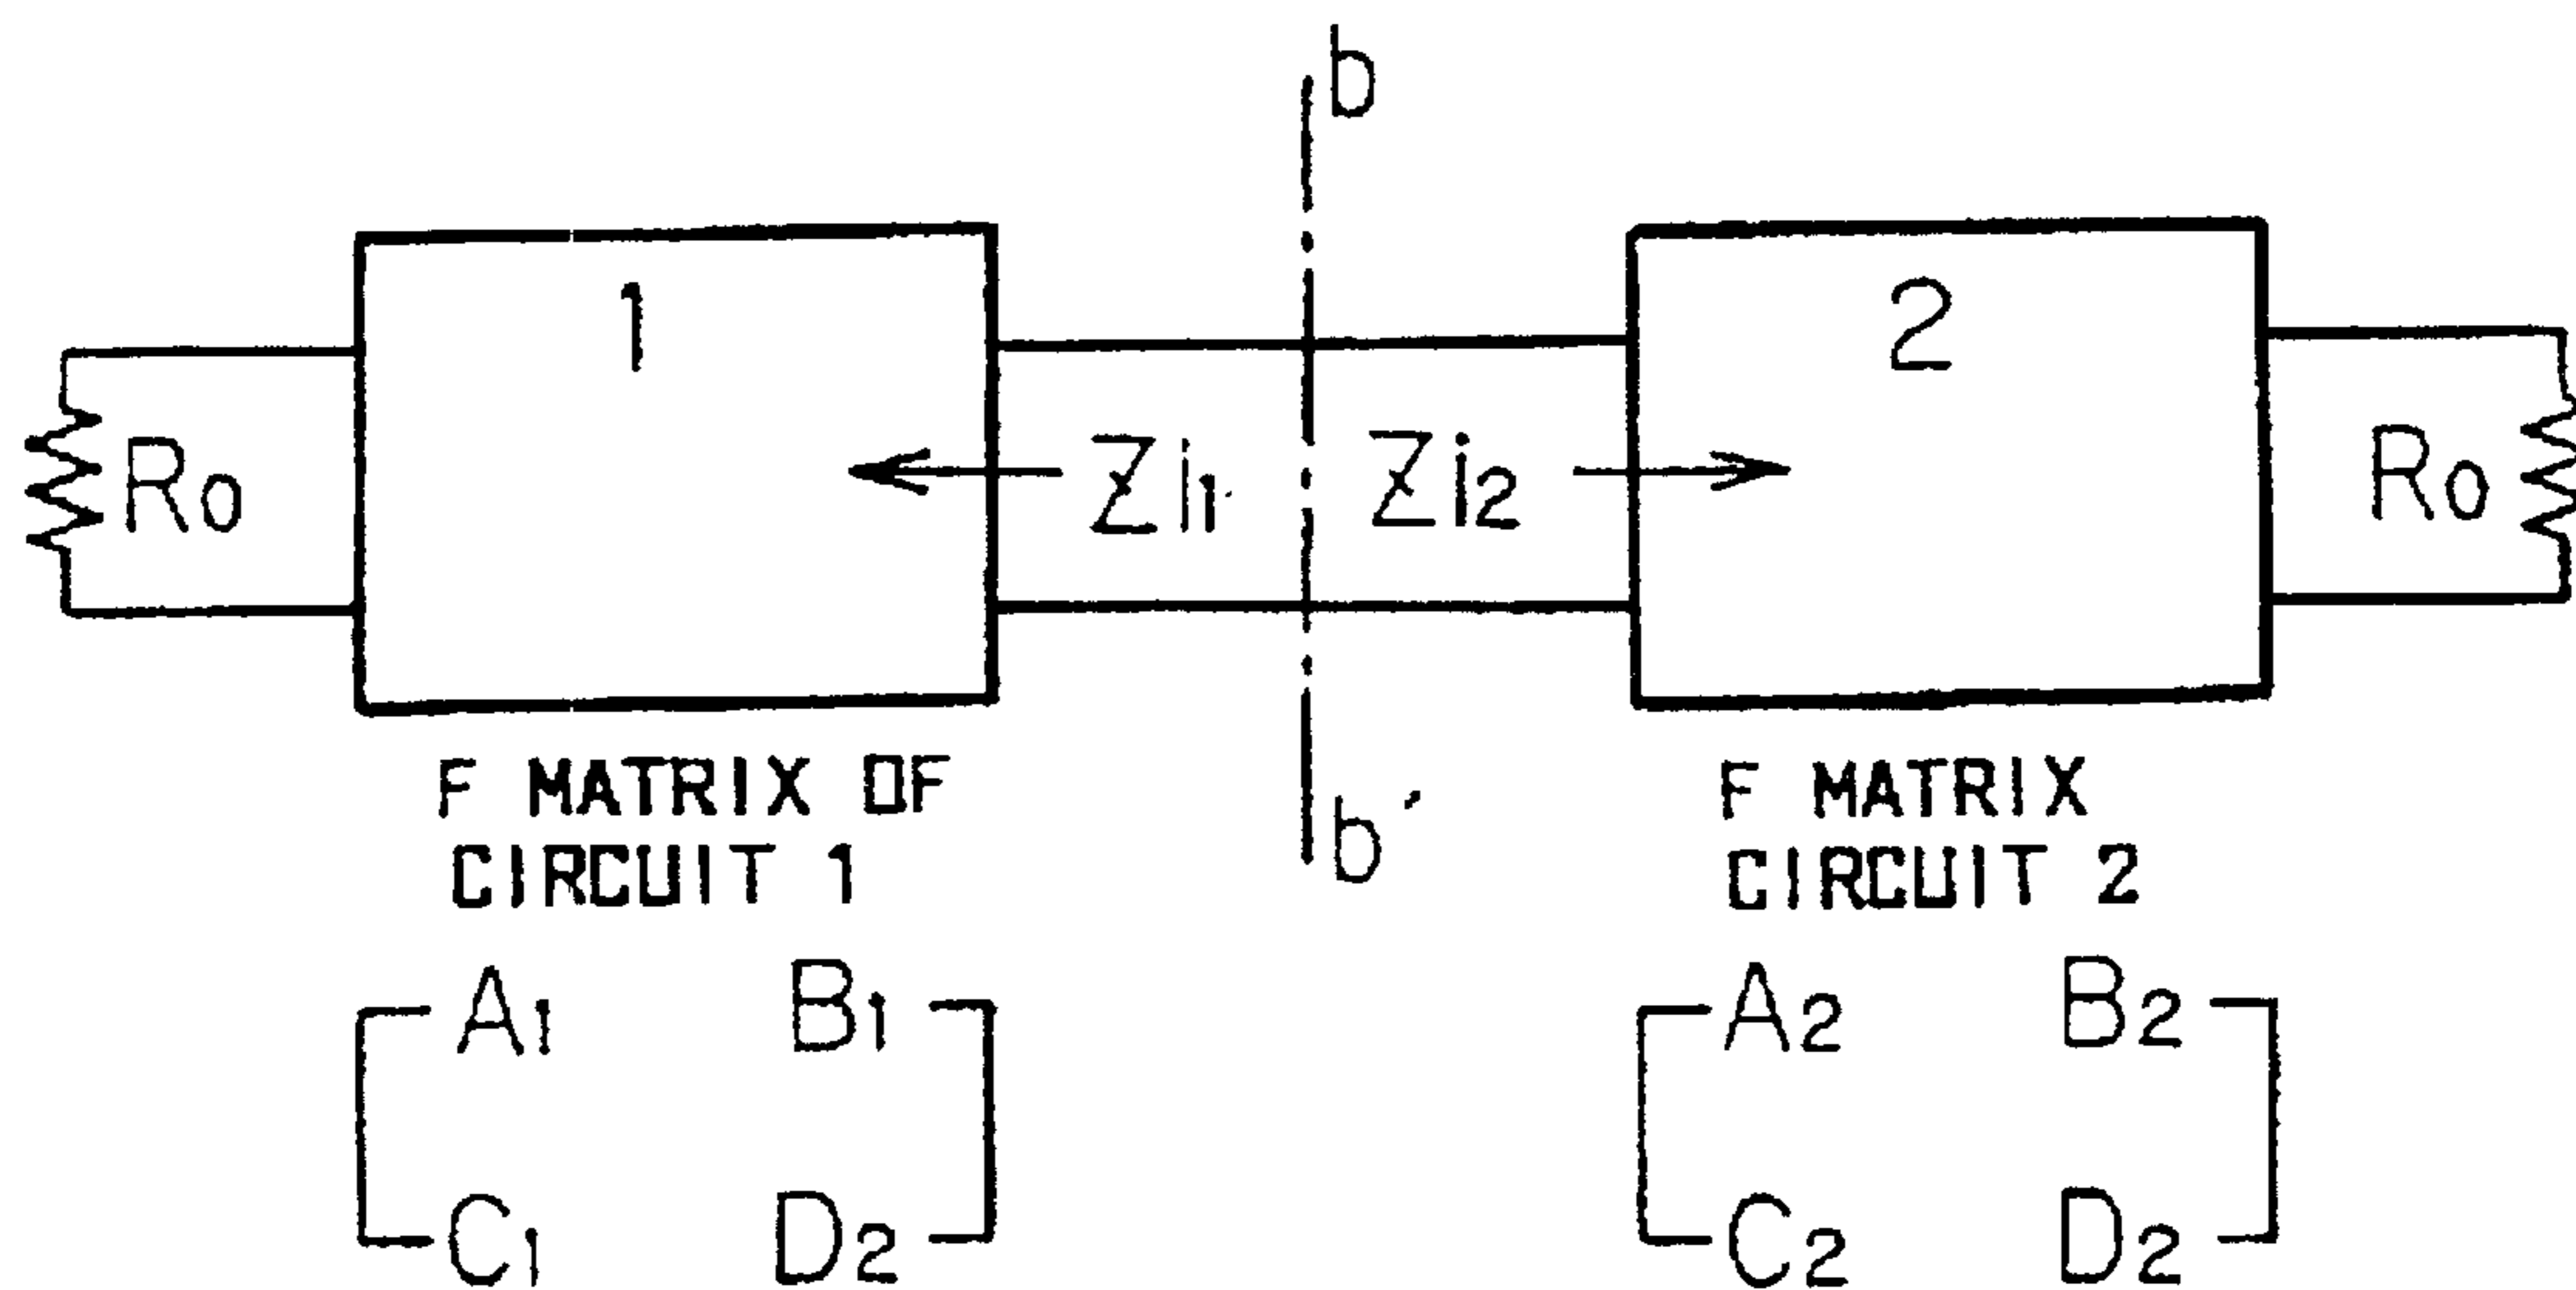 b
1
2
Ro Zi1 Zi2 Ro
b'
F MATRIX OF
CIRCUIT 1
F MATRIX
CIRCUIT 2
A1 B1
C1 D2
A2 B2
C2 D2